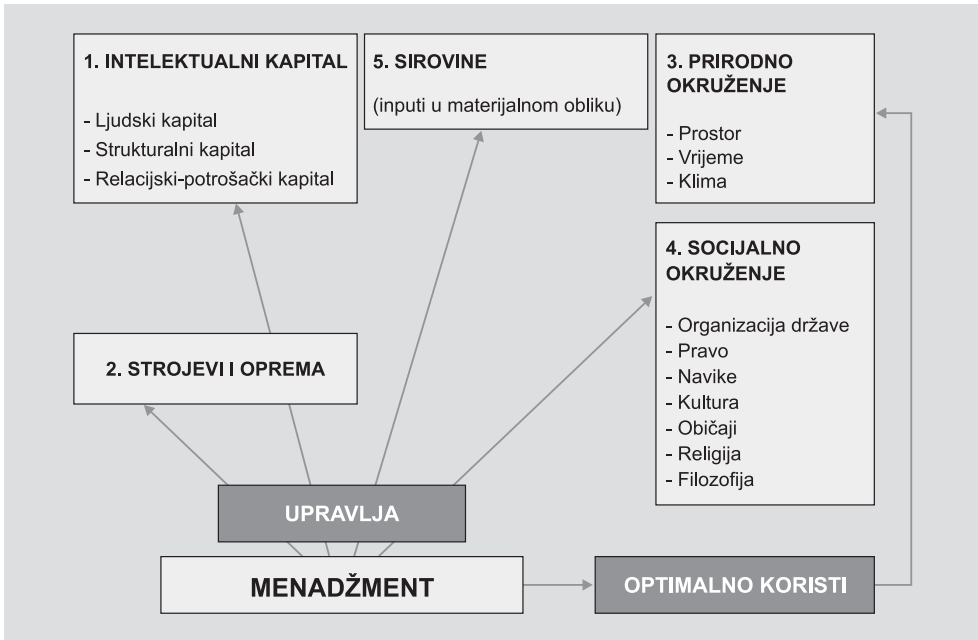 1. INTELEKTUALNI KAPITAL
- Ljudski kapital
- Strukturalni kapital
- Relacijski-potrošački kapital
5. SIROVINE
(inputi u materijalnom obliku)
3. PRIRODNO
OKRUŽENJE
- Prostor
- Vrijeme
- Klima
4. SOCIJALNO
OKRUŽENJE
- Organizacija države
- Pravo
- Navike
- Kultura
- Običaji
- Religija
- Filozofija
2. STROJEVI I OPREMA
UPRAVLJA
MENADŽMENT
OPTIMALNO KORISTI